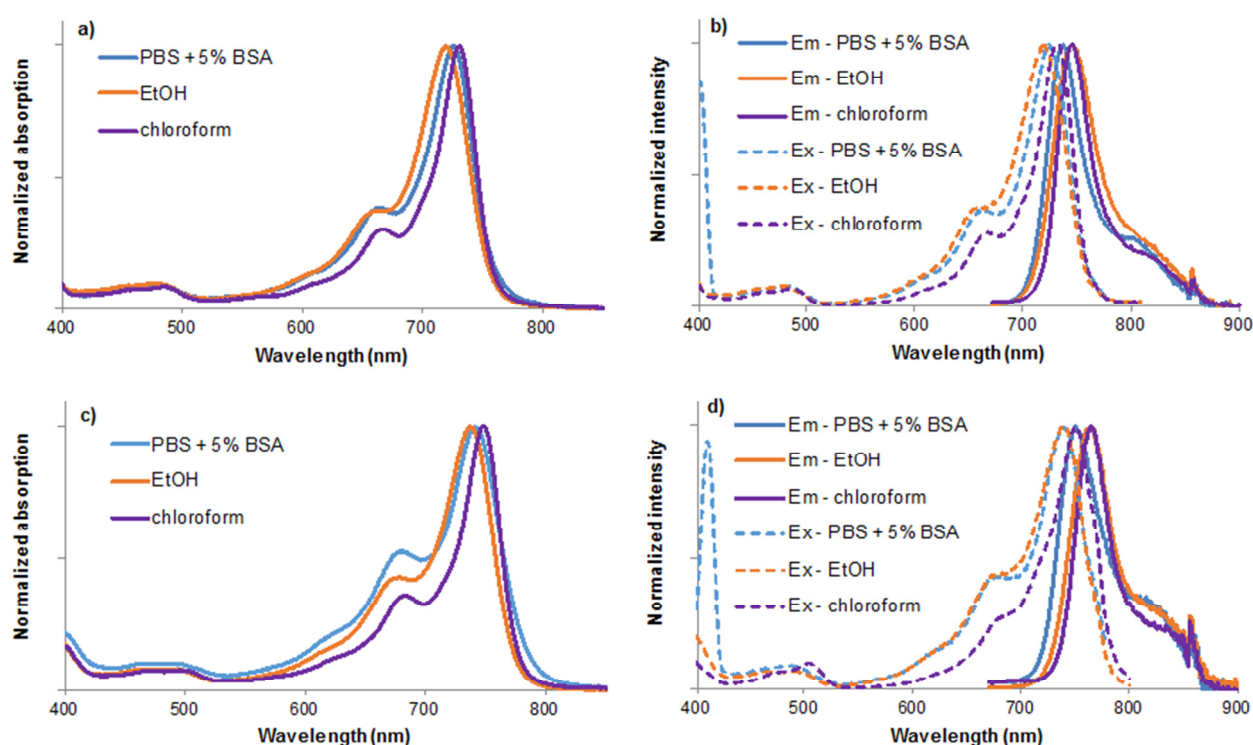 a)
PBS + 5% BSA
EtOH
chloroform
Normalized absorption
400 500 600 700 800
Wavelength (nm)
b)
Em - PBS + 5% BSA
Em - EtOH
Em - chloroform
Ex - PBS + 5% BSA
Ex - EtOH
Ex - chloroform
Normalized intensity
400 500 600 700 800 900
Wavelength (nm)
c)
PBS + 5% BSA
EtOH
chloroform
Normalized absorption
400 500 600 700 800
Wavelength (nm)
d)
Em - PBS + 5% BSA
Em - EtOH
Em - chloroform
Ex - PBS + 5% BSA
Ex - EtOH
Ex - chloroform
Normalized intensity
400 500 600 700 800 900
Wavelength (nm)